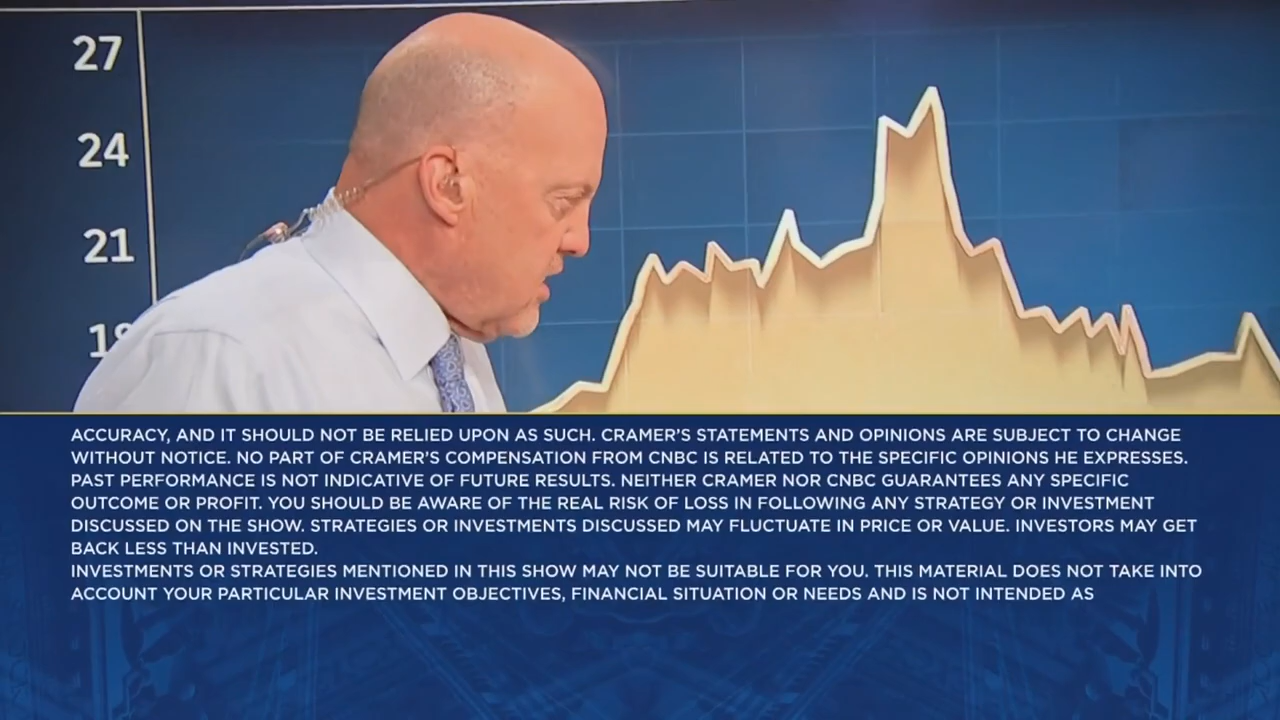 27
24
21
ACCURACY, AND IT SHOULD NOT BE RELIED UPON AS SUCH. CRAMER'S STATEMENTS AND OPINIONS ARE SUBJECT TO CHANGE
WITHOUT NOTICE. NO PART OF CRAMER'S COMPENSATION FROM CNBC IS RELATED TO THE SPECIFIC OPINIONS HE EXPRESSES.
PAST PERFORMANCE IS NOT INDICATIVE OF FUTURE RESULTS. NEITHER CRAMER NOR CNBC GUARANTEES ANY SPECIFIC
OUTCOME OR PROFIT. YOU SHOULD BE AWARE OF THE REAL RISK OF LOSS IN FOLLOWING ANY STRATEGY OR INVESTMENT
DISCUSSED ON THE SHOW. STRATEGIES OR INVESTMENTS DISCUSSED MAY FLUCTUATE IN PRICE OR VALUE. INVESTORS MAY GET
BACK LESS THAN INVESTED.
INVESTMENTS OR STRATEGIES MENTIONED IN THIS SHOW MAY NOT BE SUITABLE FOR YOU. THIS MATERIAL DOES NOT TAKE INTO
ACCOUNT YOUR PARTICULAR INVESTMENT OBJECTIVES, FINANCIAL SITUATION OR NEEDS AND IS NOT INTENDED AS